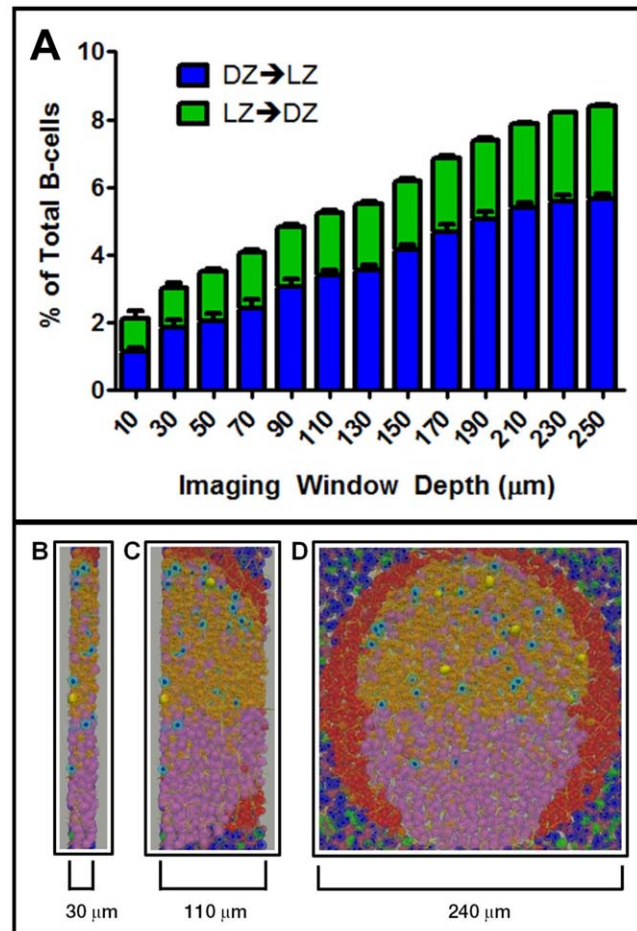 A
10
8
6
4
2
0
% of Total B-cells
DZ➔LZ
LZ➔DZ
10 30 50 70 90 110 130 150 170 190 210 230 250
Imaging Window Depth (μm)
B C D
30 μm 110 μm 240 μm